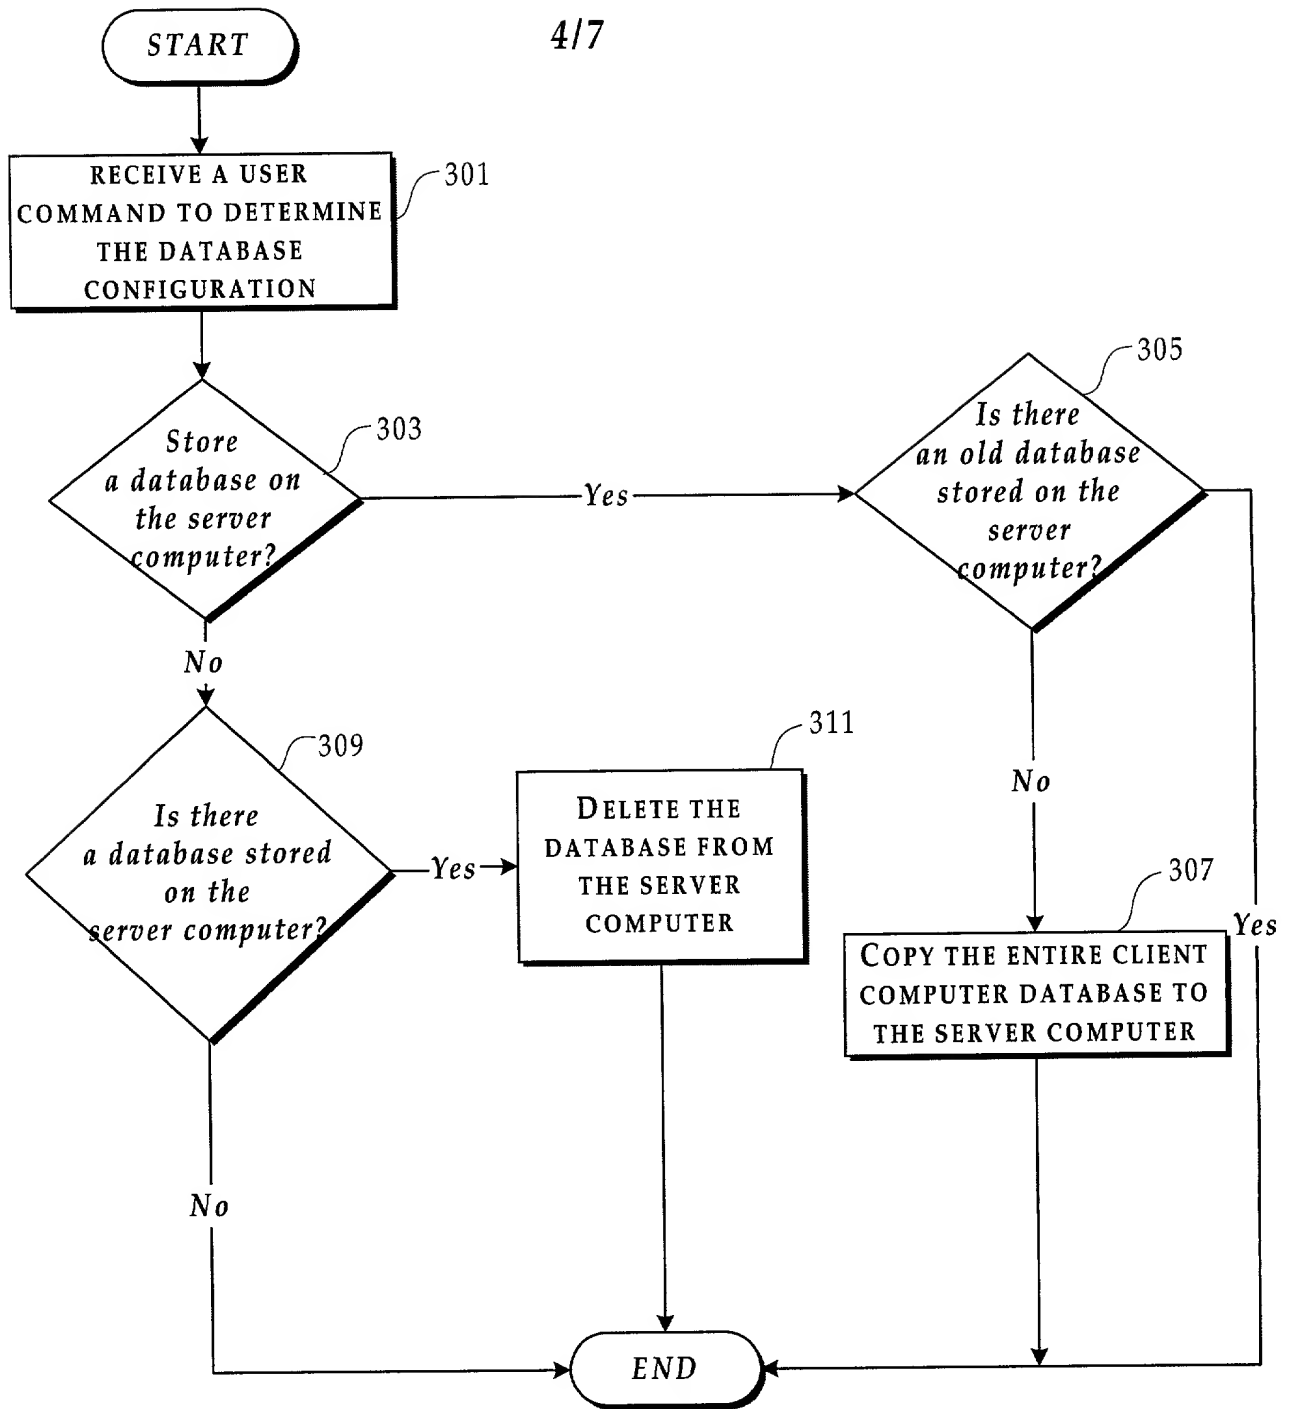 4/7
START
RECEIVE A USER
COMMAND TO DETERMINE
THE DATABASE
CONFIGURATION
301
Store
a database on
the server
computer?
303
Yes
Is there
an old database
stored on the
server
computer?
305
No
Yes
No
Is there
a database stored
on the
server computer?
309
Yes
DELETE THE
DATABASE FROM
THE SERVER
COMPUTER
311
COPY THE ENTIRE CLIENT
COMPUTER DATABASE TO
THE SERVER COMPUTER
307
No
END